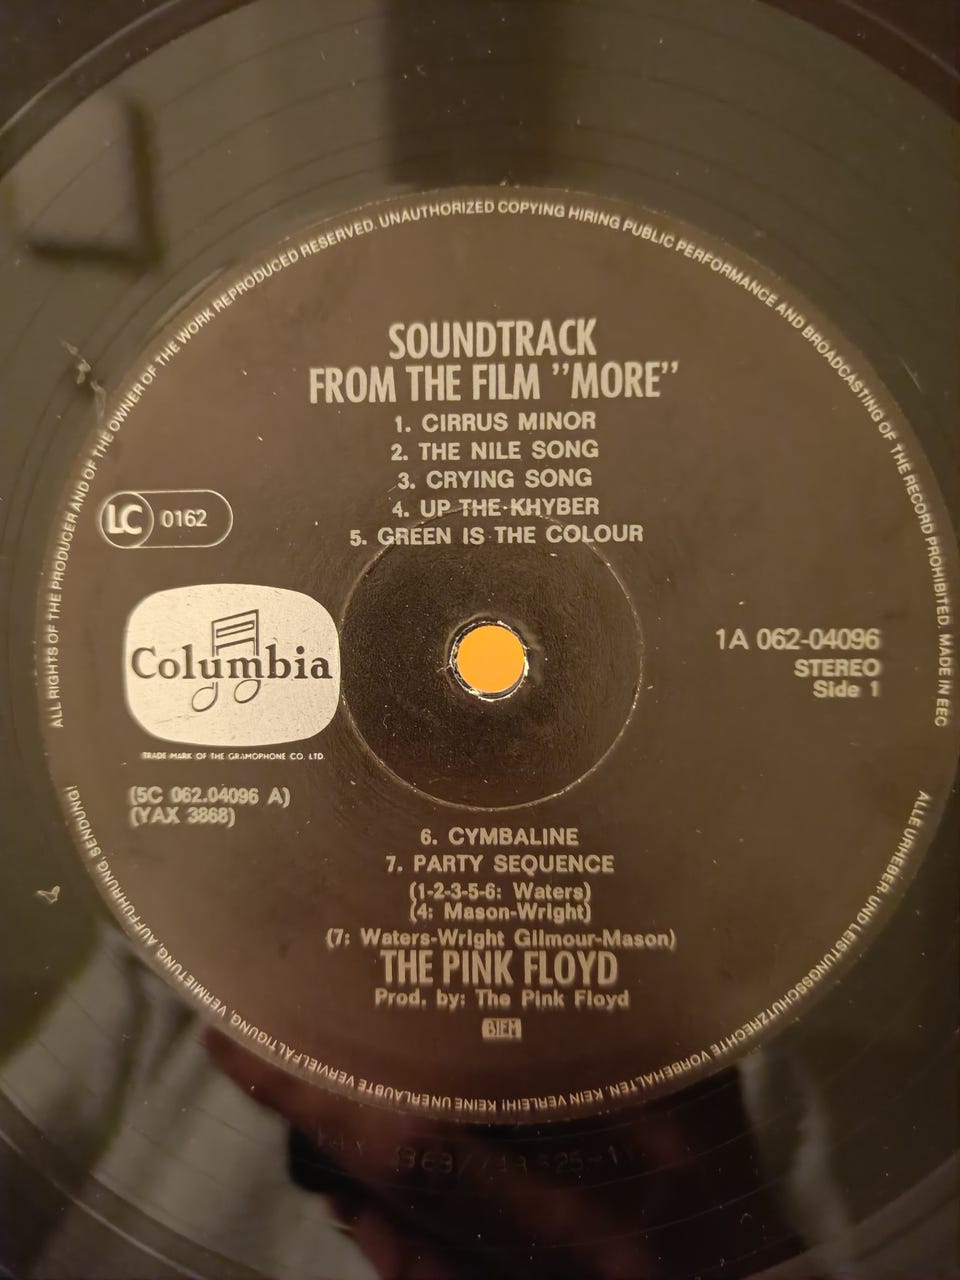 ALL RIGHTS OF THE PRODUCER AND OF THE OWNER OF THE WORK REPRODUCED RESERVED. UNAUTHORIZED COPYING HIRING PUBLIC PERFORMANCE AND BROADCASTING OF THE RECORD PROHIBITED. MADE IN EEC
SOUNDTRACK
FROM THE FILM "MORE"
1. CIRRUS MINOR
2. THE NILE SONG
3. CRYING SONG
4. UP THE KHYBER
5. GREEN IS THE COLOUR
LC 0162
Columbia
TRADE MARK OF THE GRAMOPHONE CO. LTD.
(5C 062.04096 A)
(YAX 3868)
1A 062-04096
STEREO
Side 1
6. CYMBALINE
7. PARTY SEQUENCE
(1-2-3-5-6: Waters)
(4: Mason-Wright)
(7: Waters-Wright Gilmour-Mason)
THE PINK FLOYD
Prod. by: The Pink Floyd
BIEM
ALLE URHEBER- UND LEISTUNGSSCHUTZRECHTE VORBEHALTEN. KEIN VERLEIH! KEINE UNERLAUBTE VERVIELFÄLTIGUNG, VERMIETUNG, AUFFÜHRUNG, SENDUNG!